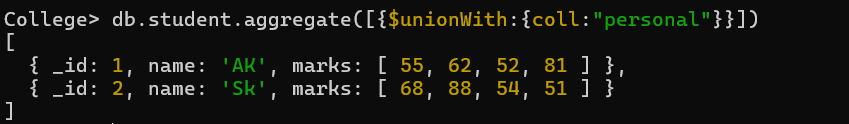 College> db.student.aggregate([{$unionWith:{coll:"personal"}}])
[
  { _id: 1, name: 'AK', marks: [ 55, 62, 52, 81 ] },
  { _id: 2, name: 'Sk', marks: [ 68, 88, 54, 51 ] }
]